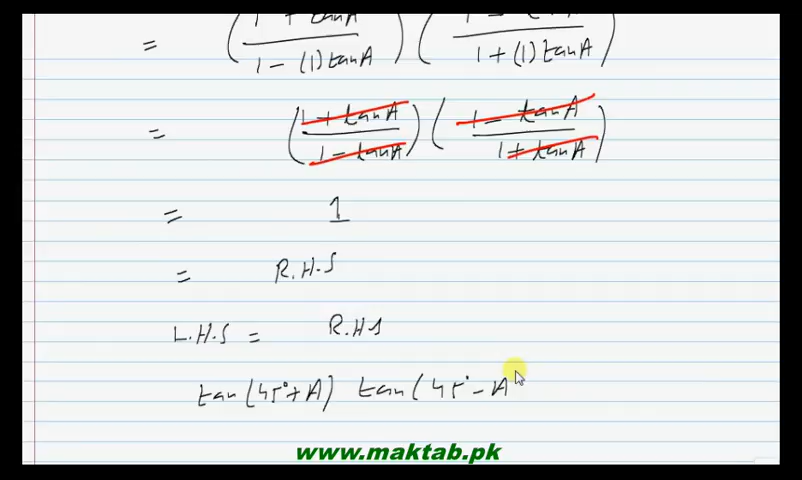 = (1 + tanA / 1 - (1)tanA) (1 - tanA / 1 + (1)tanA)
= (1 + tanA / 1 - tanA) (1 - tanA / 1 + tanA)
= 1
= R.H.S
L.H.S = R.H.S
tan(45°+A) tan(45°-A
www.maktab.pk